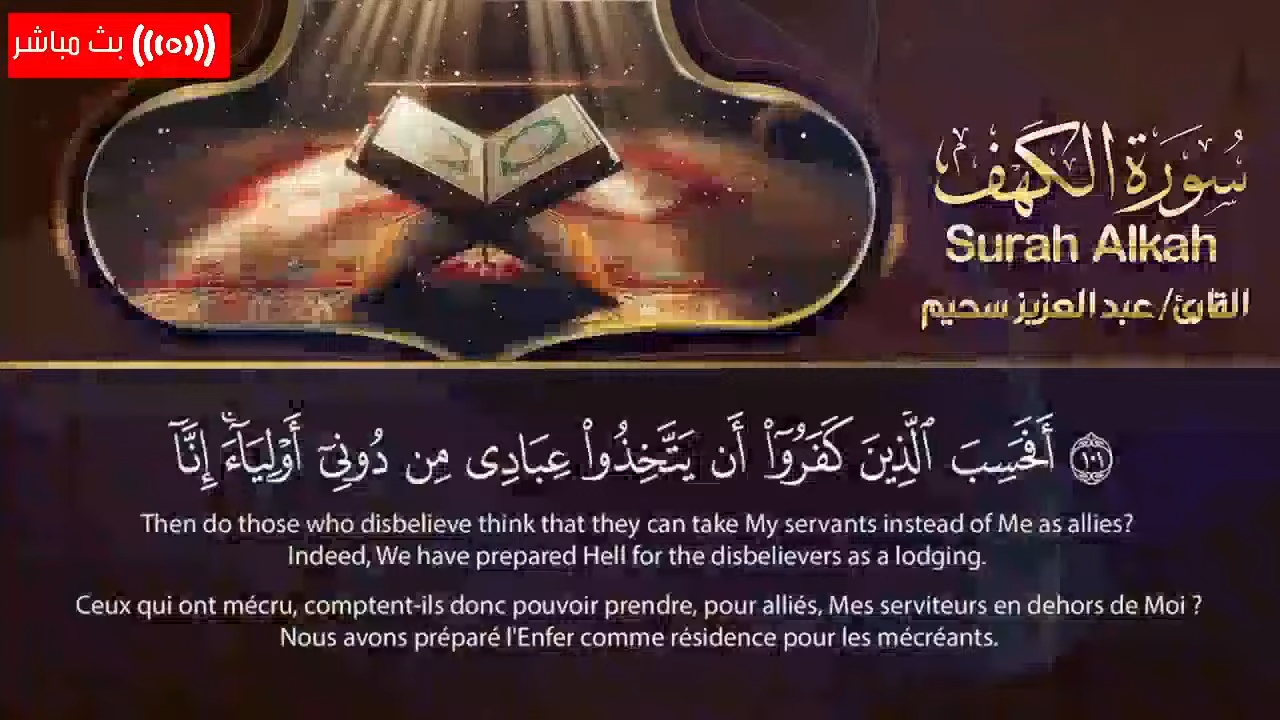 بث مباشر
سُورَة الكَهف
Surah Alkah
القارئ/ عبد العزيز سحيم
١٠١ أَفَحَسِبَ ٱلَّذِينَ كَفَرُوٓا۟ أَن يَتَّخِذُوا۟ عِبَادِى مِن دُونِىٓ أَوْلِيَآءَ ۚ إِنَّآ
Then do those who disbelieve think that they can take My servants instead of Me as allies?
Indeed, We have prepared Hell for the disbelievers as a lodging.
Ceux qui ont mécru, comptent-ils donc pouvoir prendre, pour alliés, Mes serviteurs en dehors de Moi ?
Nous avons préparé l'Enfer comme résidence pour les mécréants.